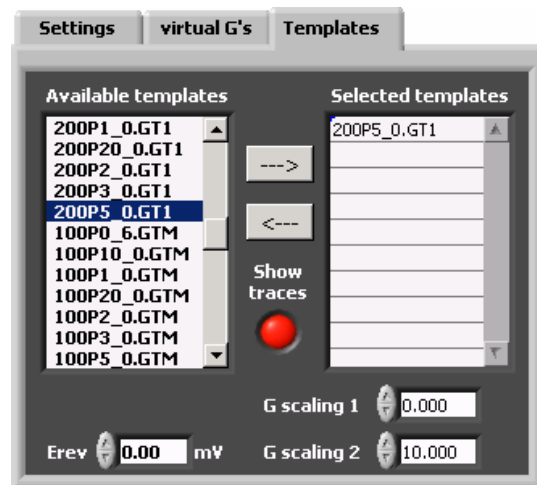 Settings virtual G's Templates
Available templates
200P1_0.GT1
200P20_0.GT1
200P2_0.GT1
200P3_0.GT1
200P5_0.GT1
100P0_6.GTM
100P10_0.GTM
100P1_0.GTM
100P20_0.GTM
100P2_0.GTM
100P3_0.GTM
100P5_0.GTM
--->
<---
Show
traces
Selected templates
200P5_0.GT1
G scaling 1 0.000
Erev 0.00 mV
G scaling 2 10.000